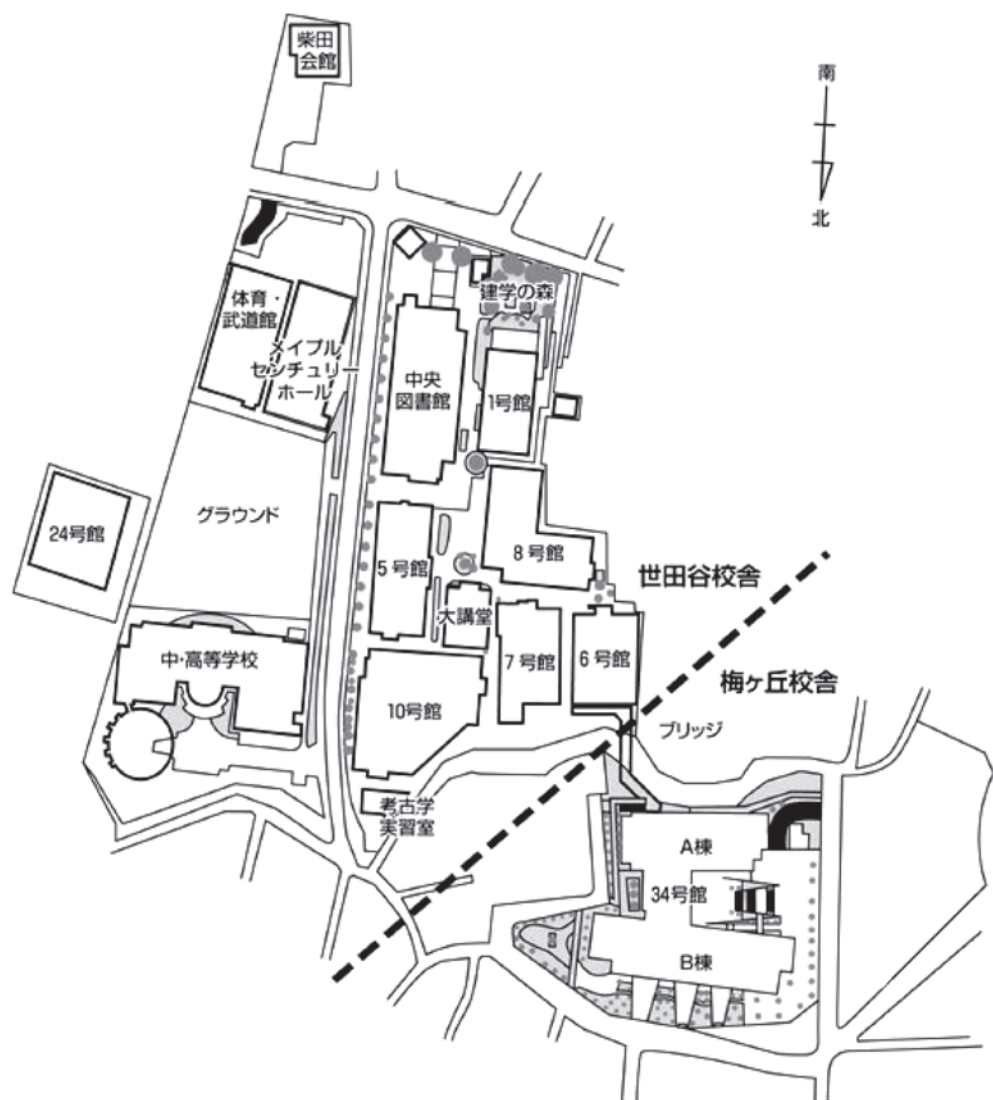 柴田
会館
南
北
建学の森
体育・
武道館
メイプル
センチュリー
ホール
中央
図書館
1号館
グラウンド
24号館
5号館
8号館
世田谷校舎
大講堂
中・高等学校
7号館
6号館
梅ヶ丘校舎
10号館
ブリッジ
考古学
実習室
A棟
34号館
B棟